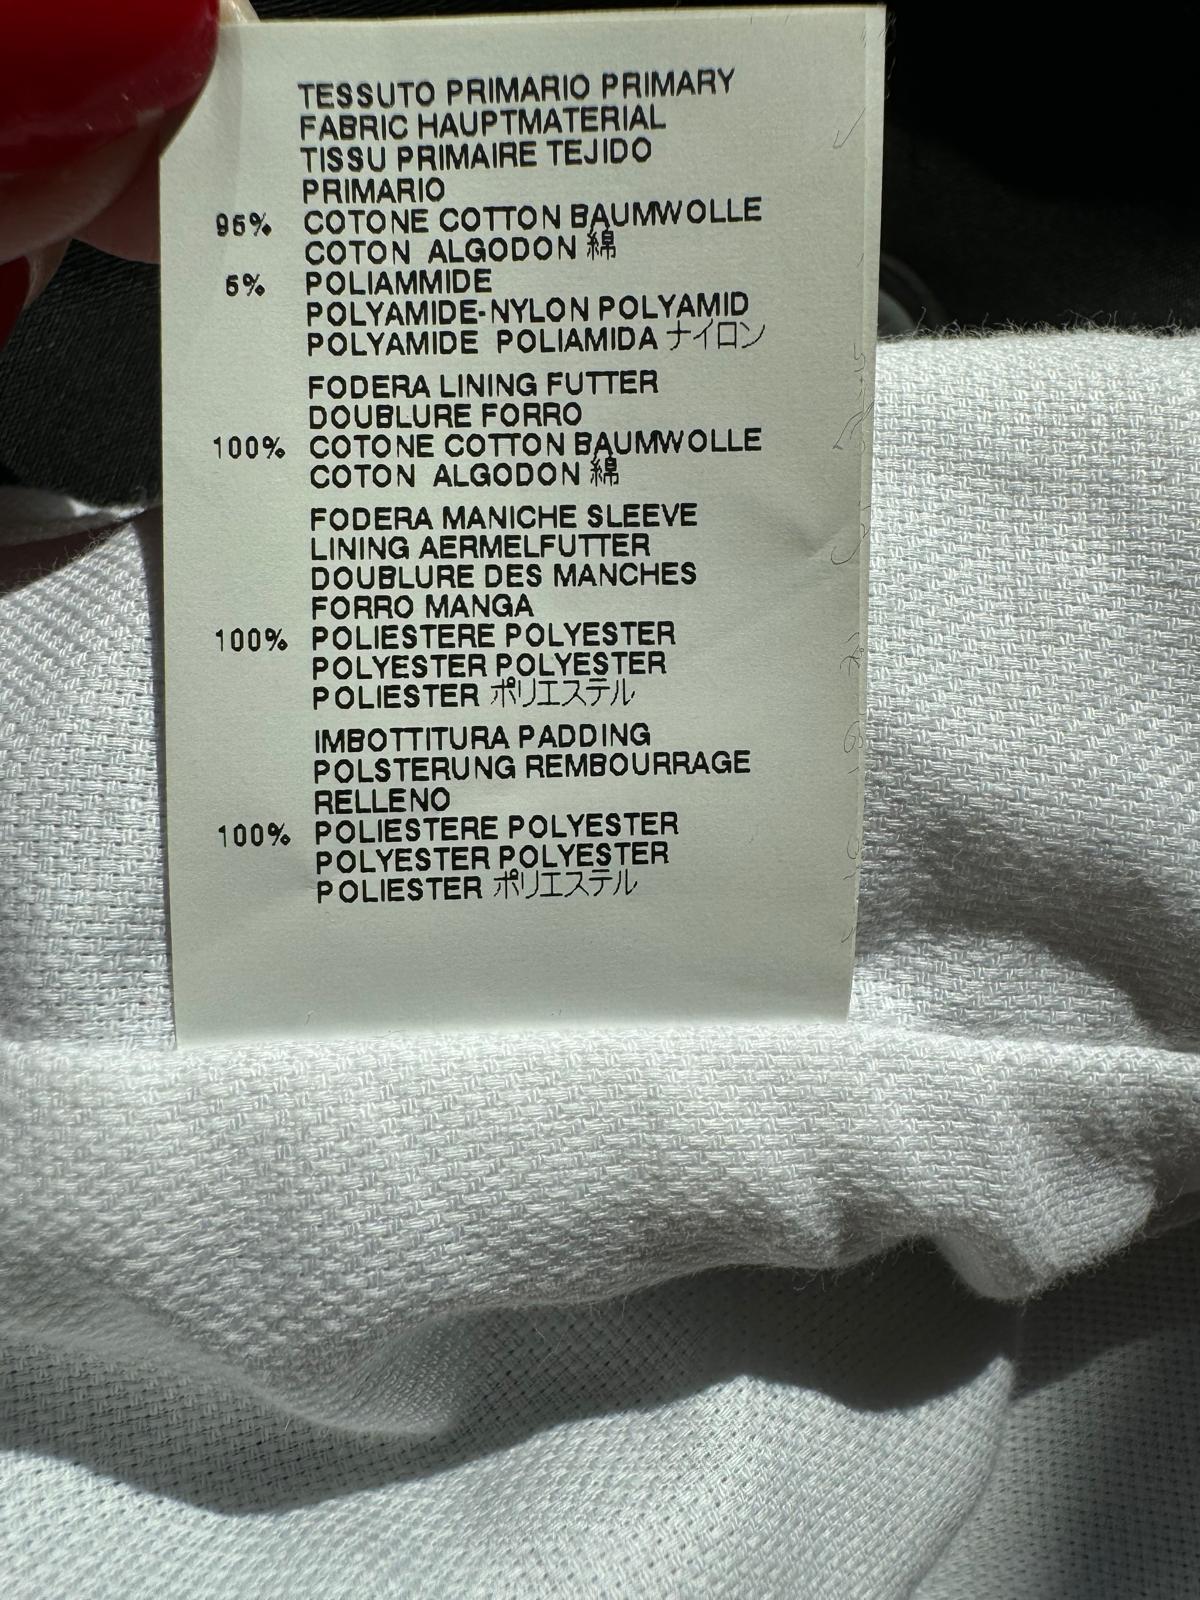 TESSUTO PRIMARIO PRIMARY
FABRIC HAUPTMATERIAL
TISSU PRIMAIRE TEJIDO
PRIMARIO
95% COTONE COTTON BAUMWOLLE
COTON ALGODON 綿
5% POLIAMMIDE
POLYAMIDE-NYLON POLYAMID
POLYAMIDE POLIAMIDA ナイロン
FODERA LINING FUTTER
DOUBLURE FORRO
100% COTONE COTTON BAUMWOLLE
COTON ALGODON 綿
FODERA MANICHE SLEEVE
LINING AERMELFUTTER
DOUBLURE DES MANCHES
FORRO MANGA
100% POLIESTERE POLYESTER
POLYESTER POLYESTER
POLIESTER ポリエステル
IMBOTTITURA PADDING
POLSTERUNG REMBOURRAGE
RELLENO
100% POLIESTERE POLYESTER
POLYESTER POLYESTER
POLIESTER ポリエステル